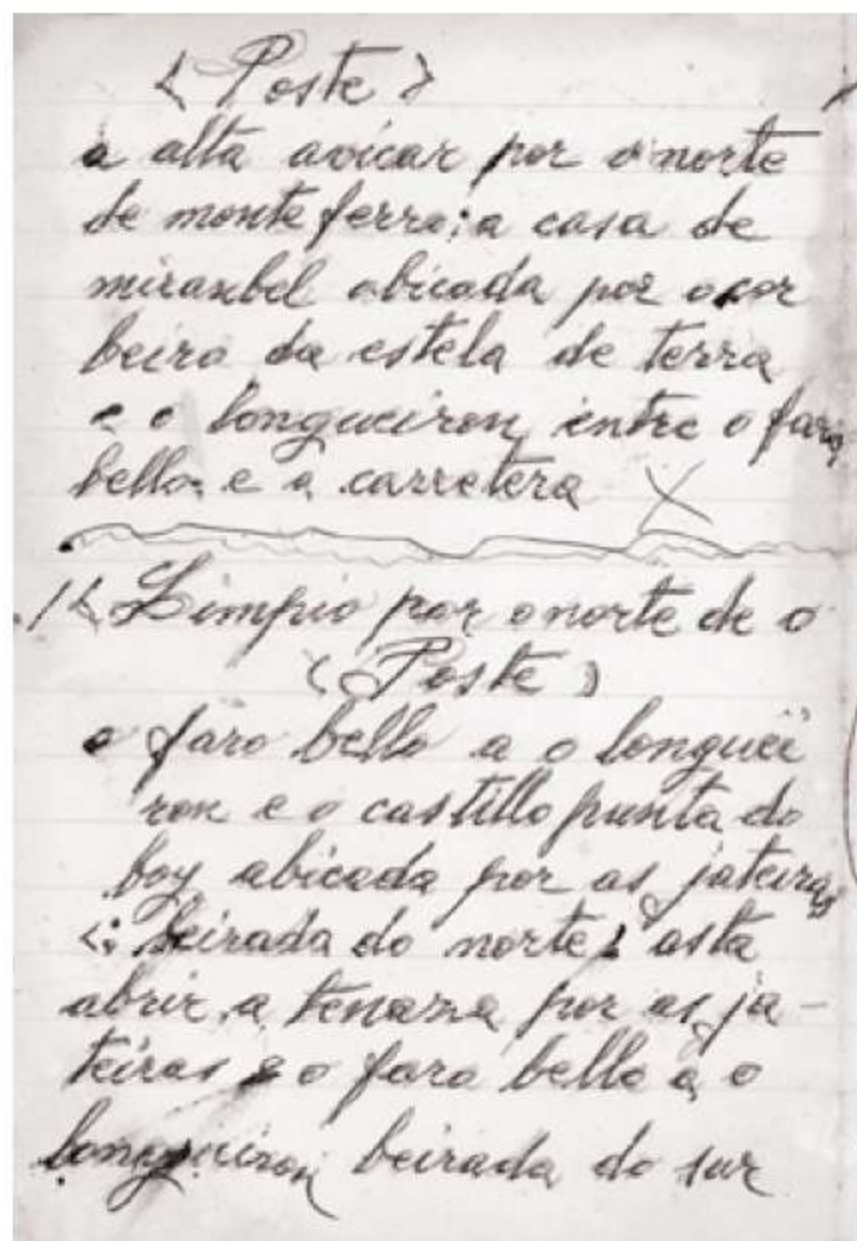 < Poste >
a alta avicar por o norte
de monte ferro; a casa de
miranbel abicada por o cor
beiro da estela de terra
e o longueiron, entre o faro
bello e a carretera X
< Limpio por o norte de o
( Poste )
o faro bello a o longuei
ron e o castillo punta do
boy abicada por as jateiras
<: beirada do norte; asta
abrir, a tenaza por as ja-
teiras e o faro bello a o
longueiron beirada do sur